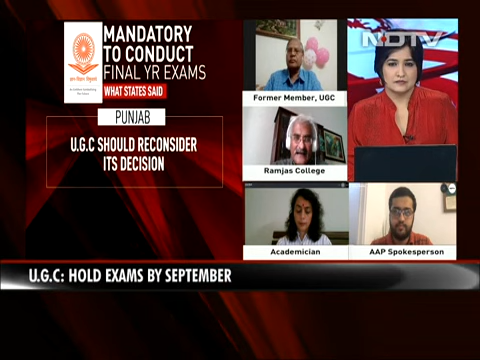 MANDATORY
TO CONDUCT
FINAL YR EXAMS
WHAT STATES SAID
PUNJAB
U.G.C SHOULD RECONSIDER
ITS DECISION
NDTV
Former Member, UGC
Ramjas College
Academician
AAP Spokesperson
U.G.C: HOLD EXAMS BY SEPTEMBER